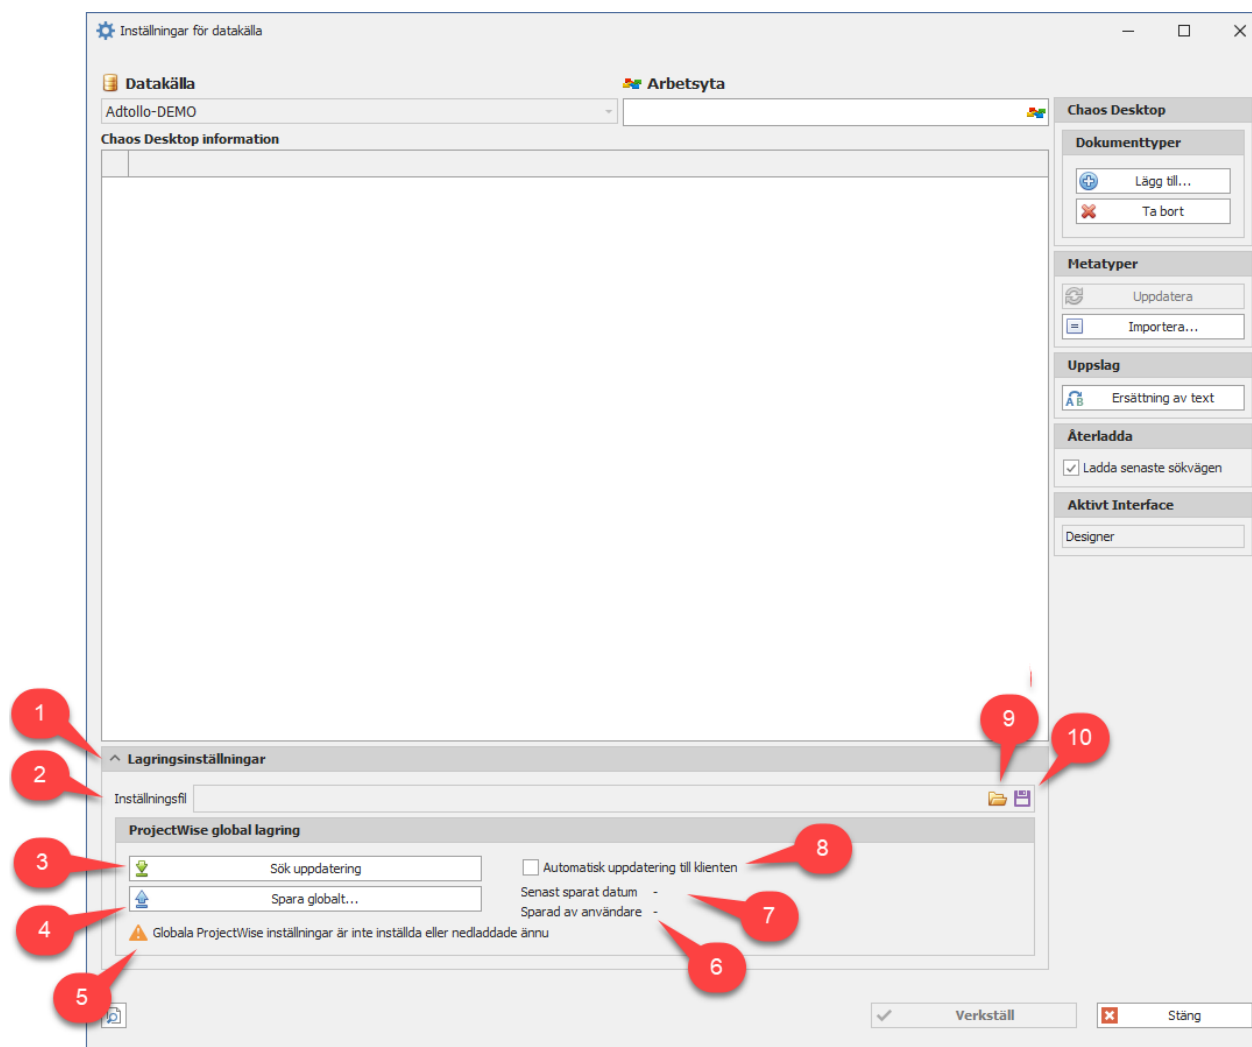 Inställningar för datakälla
Datakälla
Arbetsyta
Adtollo-DEMO
Chaos Desktop information
Chaos Desktop
Dokumenttyper
Lägg till...
Ta bort
Metatyper
Uppdatera
Importera...
Uppslag
Ersättning av text
Återladda
Ladda senaste sökvägen
Aktivt Interface
Designer
1
9
10
Lagringsinställningar
2
Inställningsfil
ProjectWise global lagring
3
Sök uppdatering
Automatisk uppdatering till klienten
8
4
Spara globalt...
Senast sparat datum -
7
Sparad av användare -
6
Globala ProjectWise inställningar är inte inställda eller nedladdade ännu
5
Verkställ
Stäng